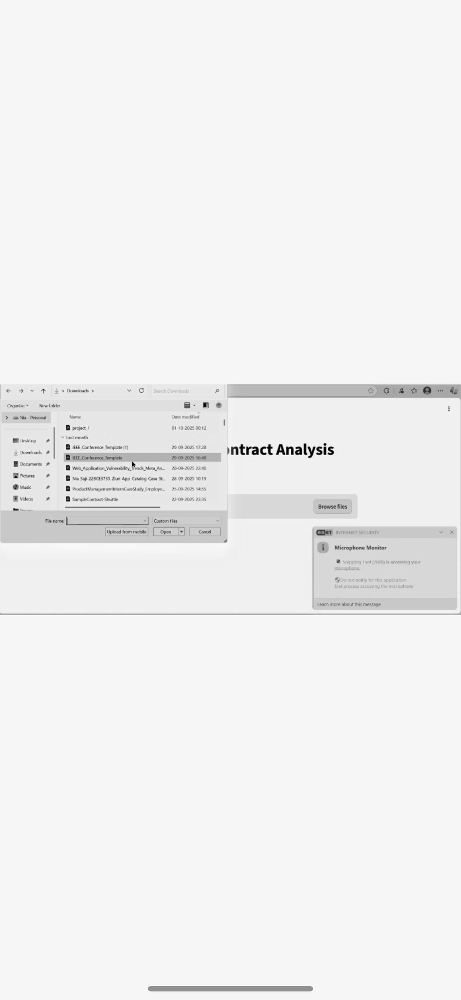 Downloads
Search Downloads
Organize
New folder
Nia - Personal
Desktop
Downloads
Documents
Pictures
Music
Videos
Name Date modified
project_1 01-10-2025 00:12
Last month
IEEE_Conference_Template (1) 29-09-2025 17:28
IEEE_Conference_Template 29-09-2025 16:48
Web_Application_Vulnerability_Trends_Meta_An... 28-09-2025 22:40
Nia Saji 22BCE3735 Zluri App Catalog Case St... 28-09-2025 10:19
ProductManagementInternCaseStudy_Employe... 25-09-2025 14:55
SampleContract-Shuttle 22-09-2025 23:35
File name:
Custom files
Upload from mobile
Open
Cancel
ontract Analysis
Browse files
eset INTERNET SECURITY
Microphone Monitor
Snipping Tool (7028) is accessing your
microphone.
Do not notify for this application
End process accessing the microphone
Learn more about this message